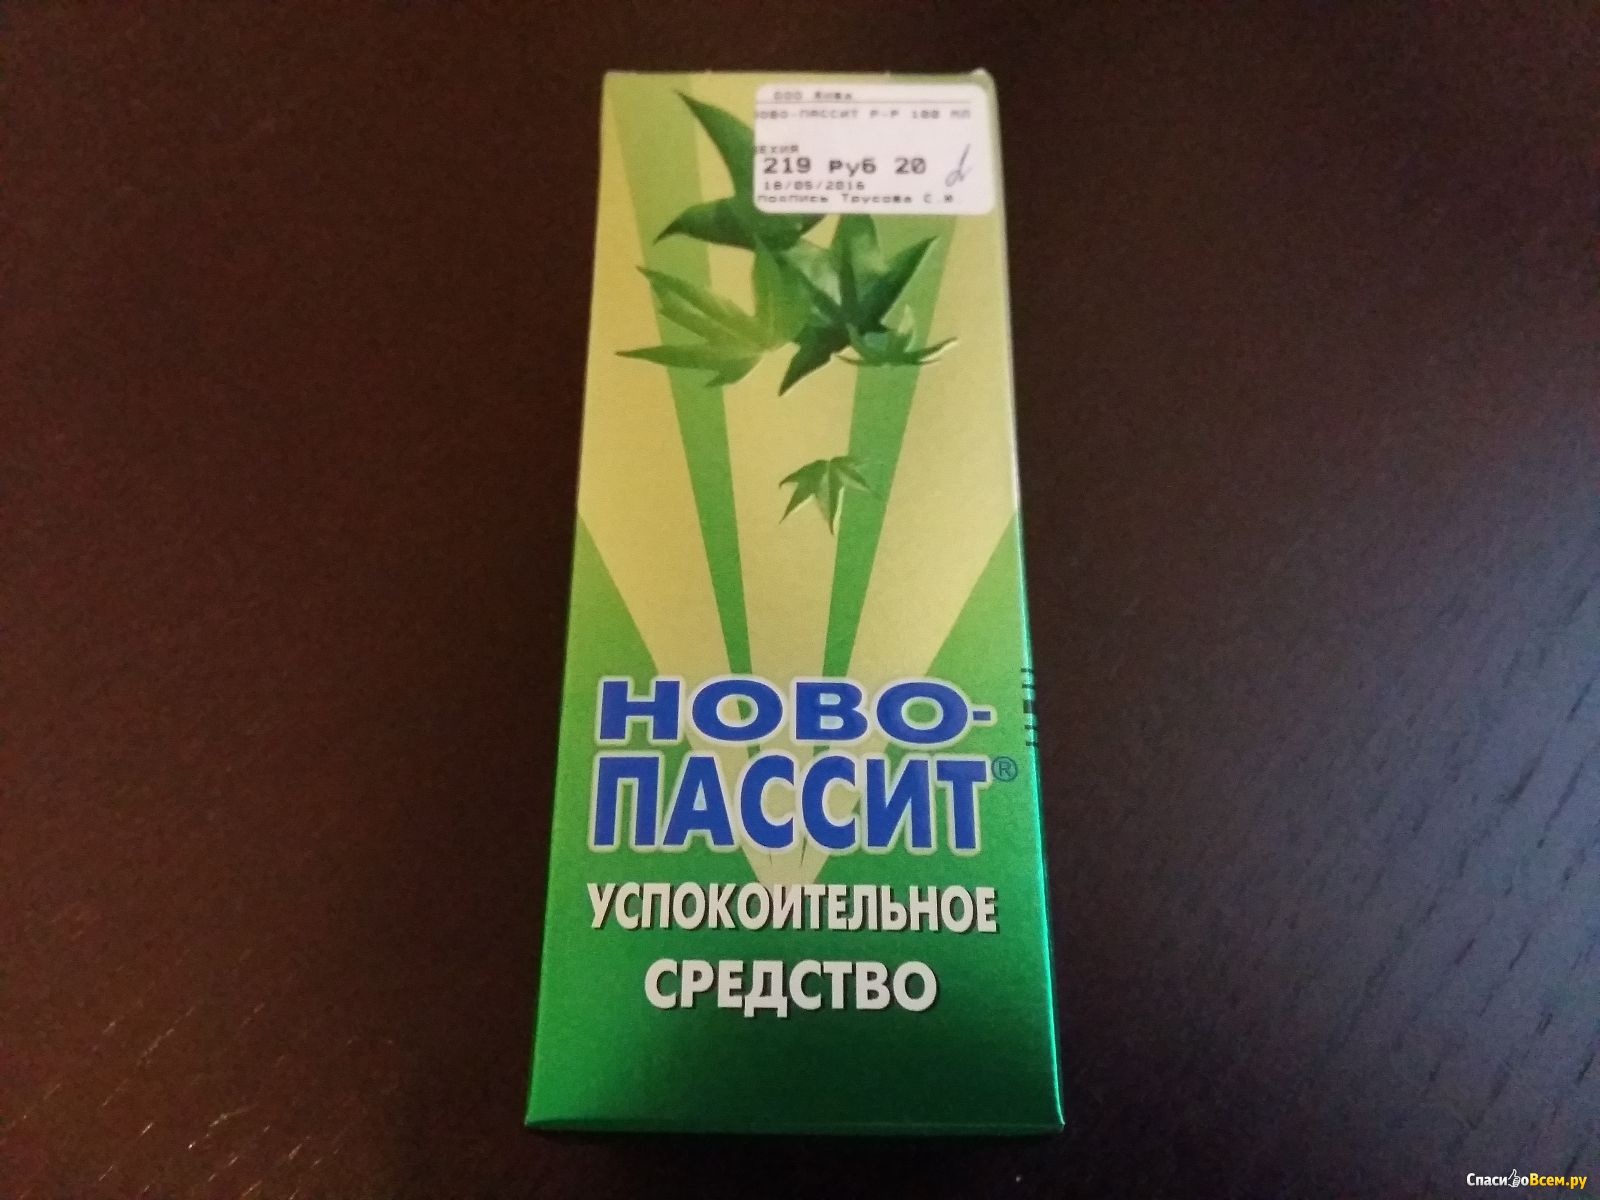 ООО Кива
НОВО-ПАССИТ Р-Р 100 МЛ
ЧЕХИЯ
219 руб 20
18/05/2016
подпись Трусова С.Ю
НОВО-
ПАССИТ®
УСПОКОИТЕЛЬНОЕ
СРЕДСТВО
СпасибоВсем.ру